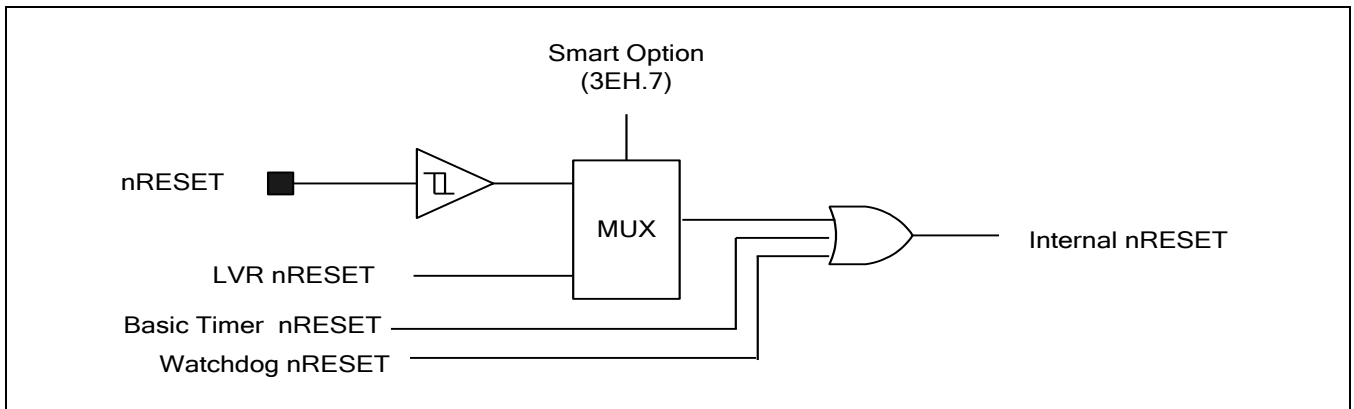 Smart Option
(3EH.7)
nRESET
MUX
Internal nRESET
LVR nRESET
Basic Timer nRESET
Watchdog nRESET